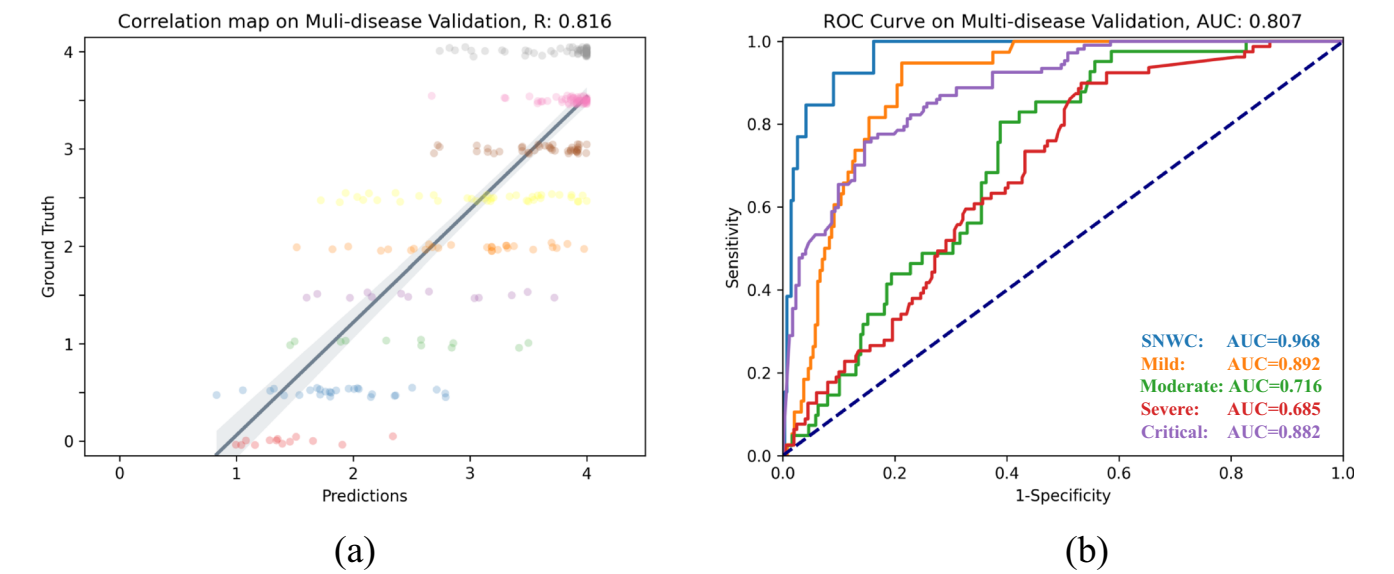 Correlation map on Muli-disease Validation, R: 0.816
4
3
2
1
0
Ground Truth
0 1 2 3 4
Predictions
(a)
ROC Curve on Multi-disease Validation, AUC: 0.807
1.0
0.8
0.6
0.4
0.2
0.0
Sensitivity
SNWC: AUC=0.968
Mild: AUC=0.892
Moderate: AUC=0.716
Severe: AUC=0.685
Critical: AUC=0.882
0.0 0.2 0.4 0.6 0.8 1.0
1-Specificity
(b)